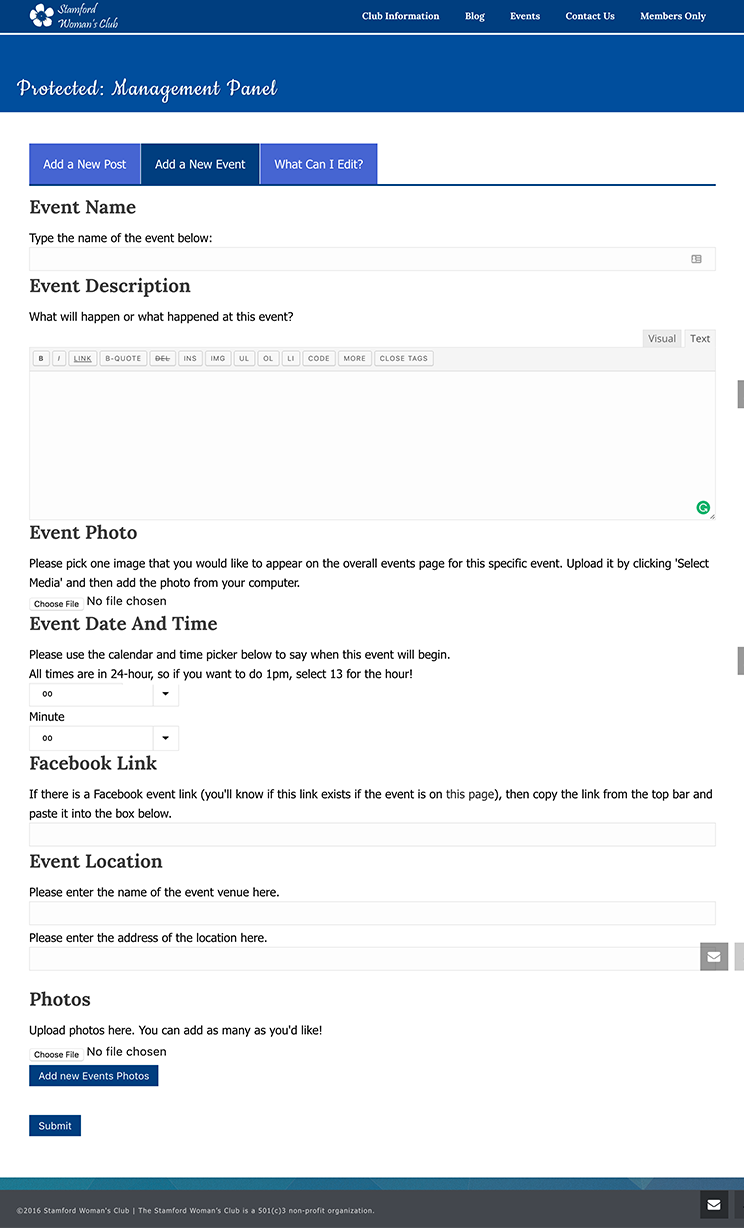 Stamford
Woman's Club
Club Information Blog Events Contact Us Members Only
Protected: Management Panel
Add a New Post Add a New Event What Can I Edit?
Event Name
Type the name of the event below:
Event Description
What will happen or what happened at this event?
Visual Text
B I LINK B-QUOTE DEL INS IMG UL OL LI CODE MORE CLOSE TAGS
Event Photo
Please pick one image that you would like to appear on the overall events page for this specific event. Upload it by clicking 'Select
Media' and then add the photo from your computer.
Choose File No file chosen
Event Date And Time
Please use the calendar and time picker below to say when this event will begin.
All times are in 24-hour, so if you want to do 1pm, select 13 for the hour!
00
Minute
00
Facebook Link
If there is a Facebook event link (you'll know if this link exists if the event is on this page), then copy the link from the top bar and
paste it into the box below.
Event Location
Please enter the name of the event venue here.
Please enter the address of the location here.
Photos
Upload photos here. You can add as many as you'd like!
Choose File No file chosen
Add new Events Photos
Submit
©2016 Stamford Woman's Club | The Stamford Woman's Club is a 501(c)3 non-profit organization.